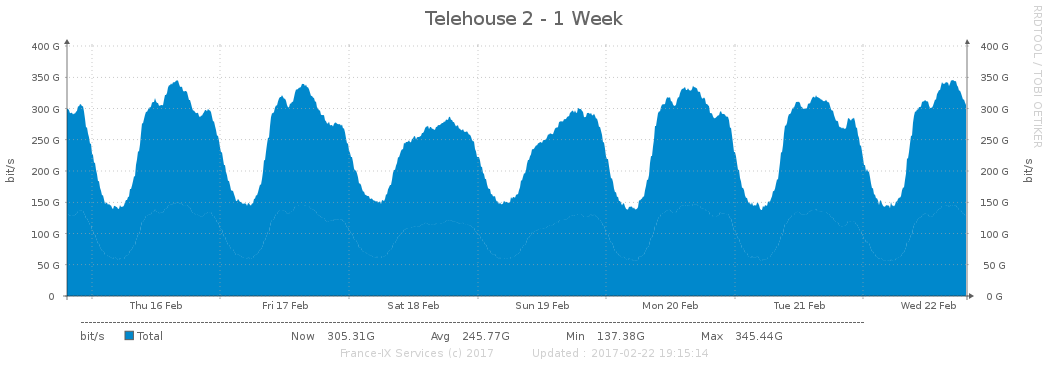 Telehouse 2 - 1 Week
RRDTOOL / TOBI OETIKER
400 G 400 G
350 G 350 G
300 G 300 G
250 G 250 G
200 G 200 G
150 G 150 G
100 G 100 G
50 G 50 G
0 0 G
bit/s bit/s
Thu 16 Feb Fri 17 Feb Sat 18 Feb Sun 19 Feb Mon 20 Feb Tue 21 Feb Wed 22 Feb
bit/s Total Now 305.31G Avg 245.77G Min 137.38G Max 345.44G
France-IX Services (c) 2017 Updated : 2017-02-22 19:15:14